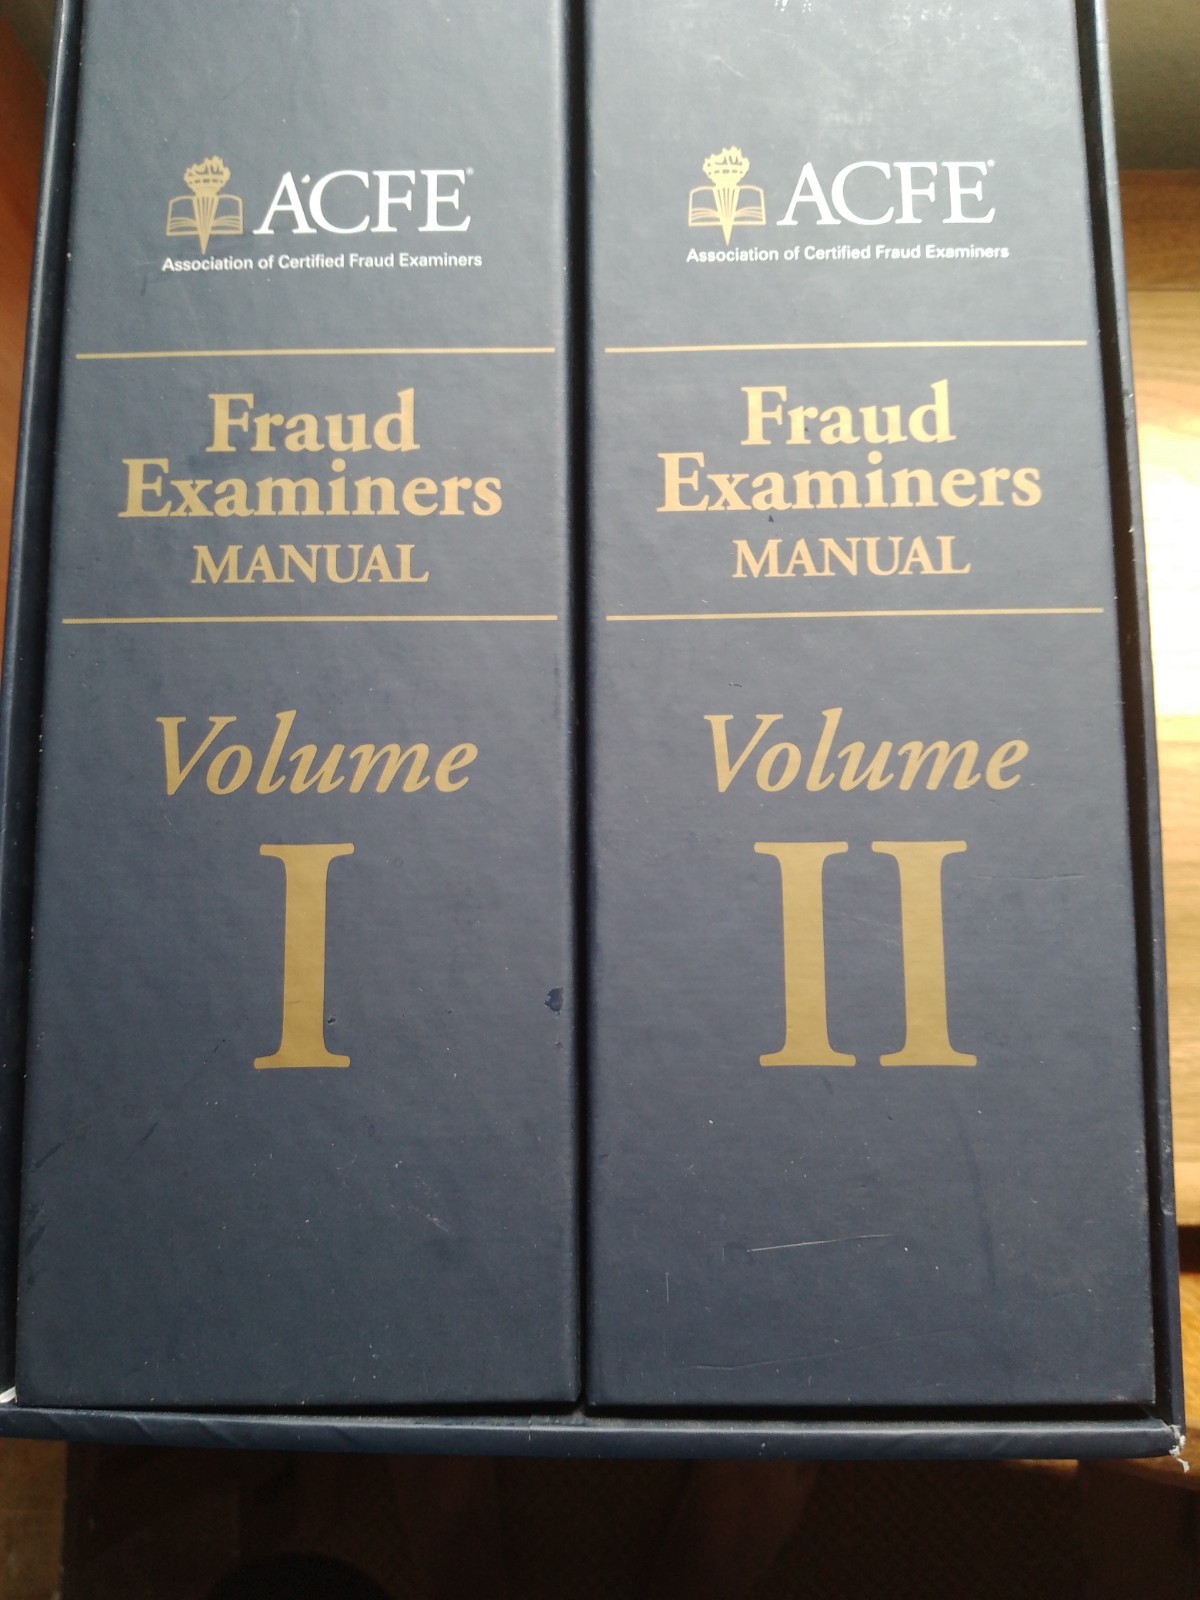 ACFE®
Association of Certified Fraud Examiners
Fraud
Examiners
MANUAL
Volume
I
ACFE®
Association of Certified Fraud Examiners
Fraud
Examiners
MANUAL
Volume
II